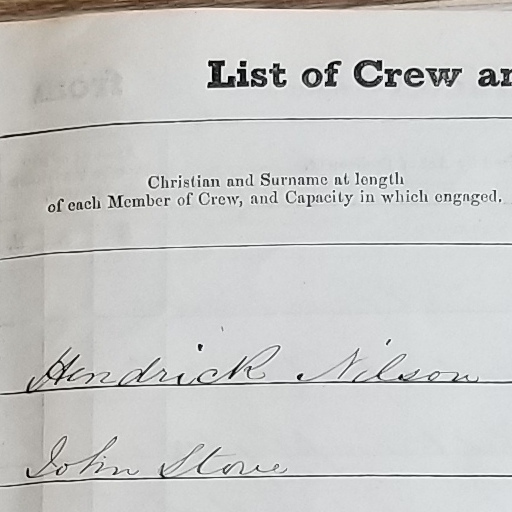 List of Crew an
Christian and Surname at length
of each Member of Crew, and Capacity in which engaged.
Hendrick Nilson
John Stove